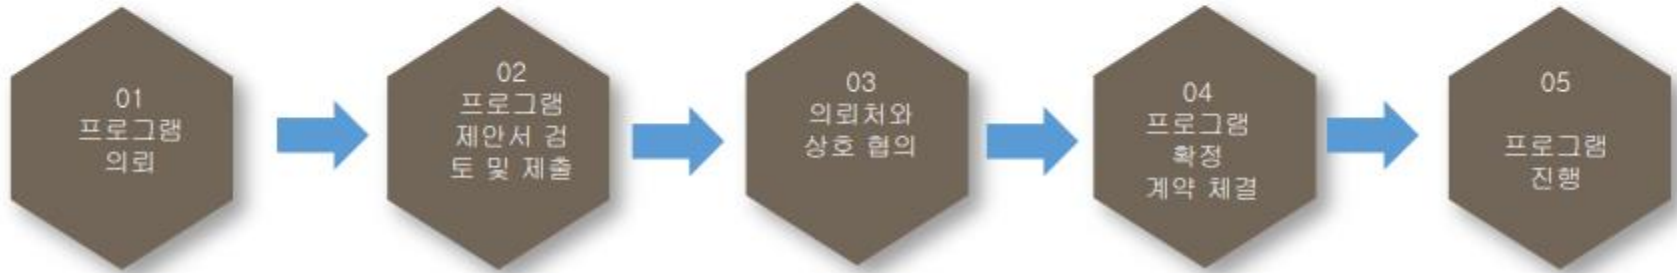 01
프로그램
의뢰
02
프로그램
제안서 검
토 및 제출
03
의뢰처와
상호 협의
04
프로그램
확정
계약 체결
05
프로그램
진행